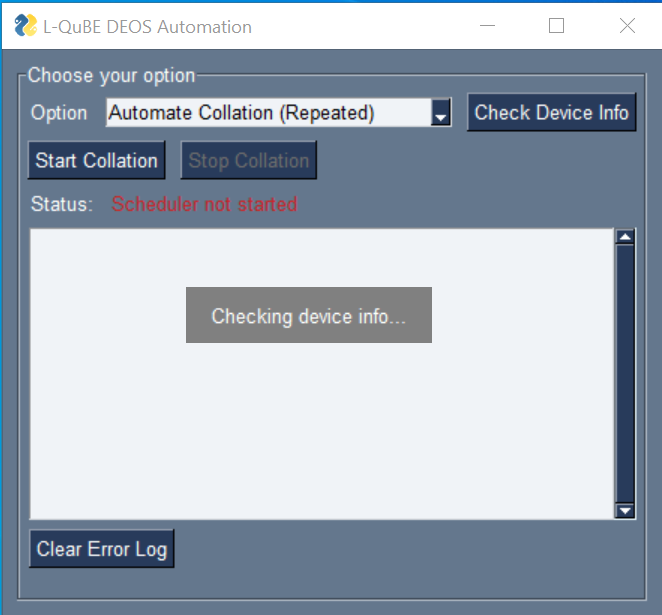 L-QuBE DEOS Automation
Choose your option
Option Automate Collation (Repeated) Check Device Info
Start Collation Stop Collation
Status: Scheduler not started
Checking device info...
Clear Error Log